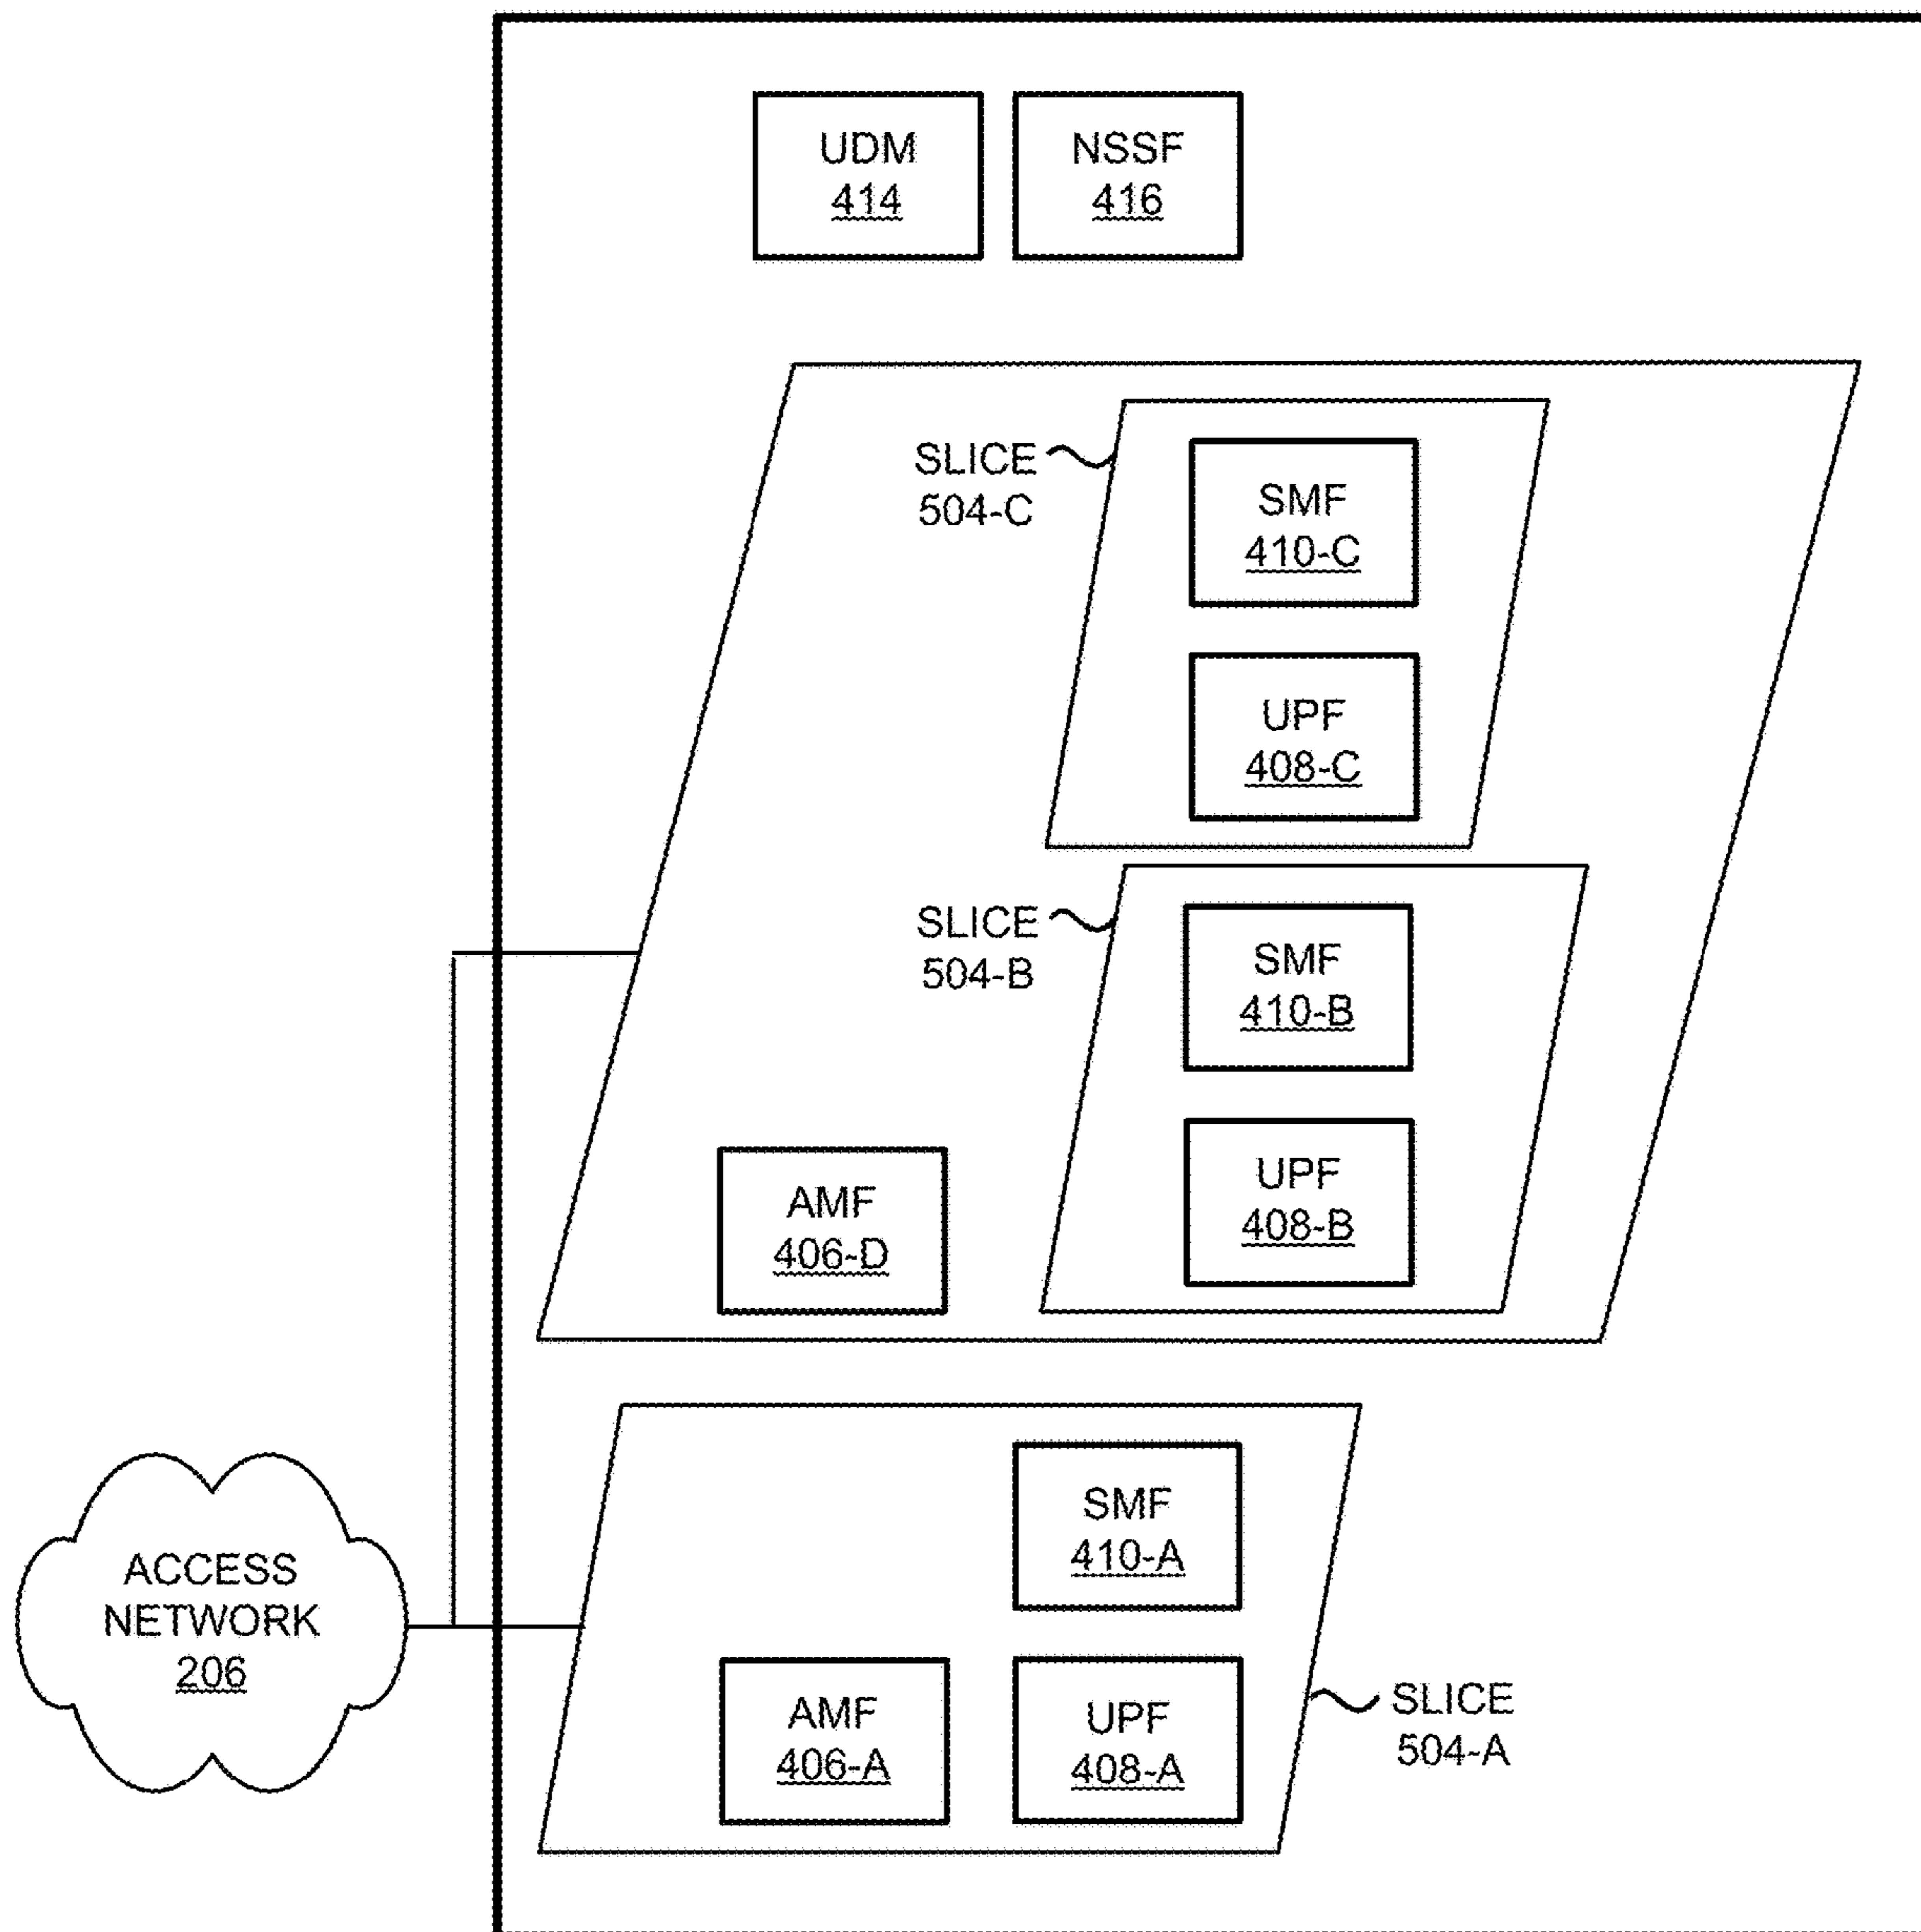 UDM
414
NSSF
416
SLICE
504-C
SMF
410-C
UPF
408-C
SLICE
504-B
SMF
410-B
UPF
408-B
AMF
406-D
ACCESS
NETWORK
206
SMF
410-A
AMF
406-A
UPF
408-A
SLICE
504-A